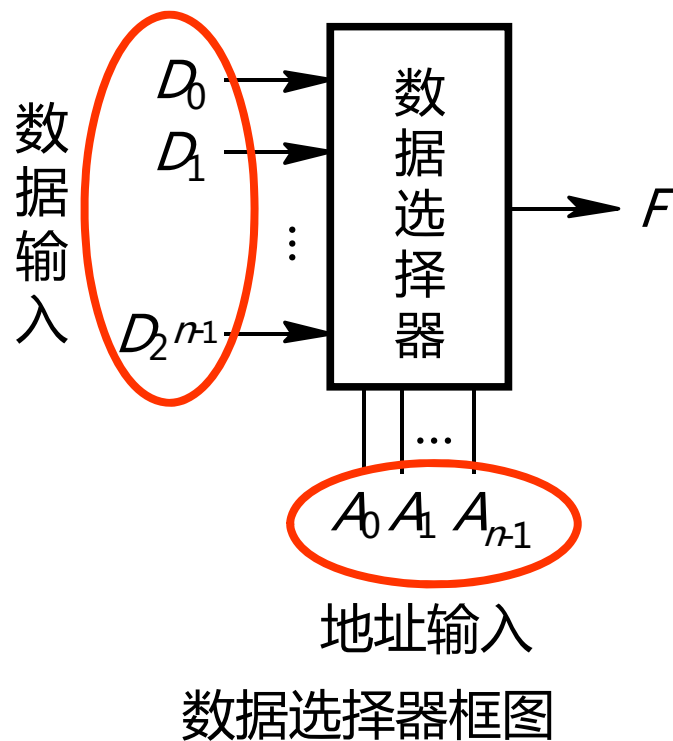 数据输入
D₀
D₁
⋮
D₂ⁿ⁻¹
数据选择器
F
...
A₀ A₁ Aₙ₋₁
地址输入
数据选择器框图